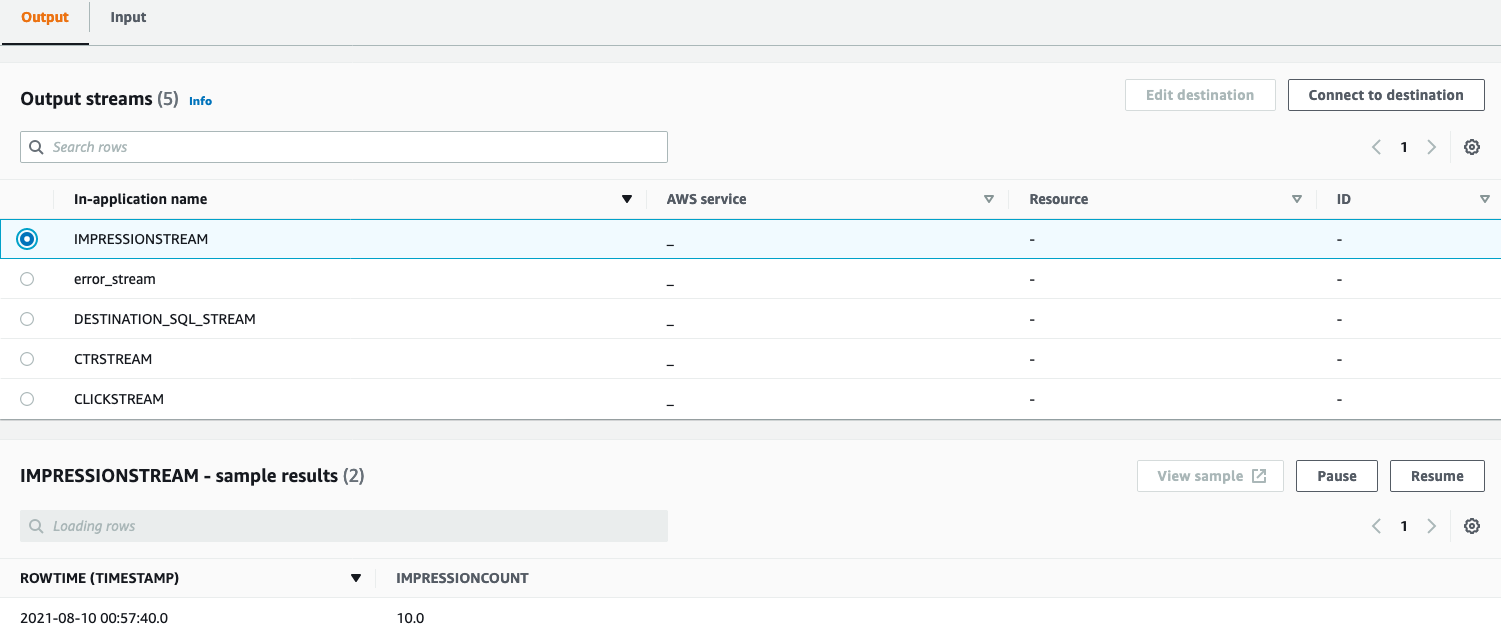 Output Input
Output streams (5) Info Edit destination Connect to destination
Search rows 1
In-application name AWS service Resource ID
IMPRESSIONSTREAM _ - -
error_stream _ - -
DESTINATION_SQL_STREAM _ - -
CTRSTREAM _ - -
CLICKSTREAM _ - -
IMPRESSIONSTREAM - sample results (2) View sample Pause Resume
Loading rows 1
ROWTIME (TIMESTAMP) IMPRESSIONCOUNT
2021-08-10 00:57:40.0 10.0